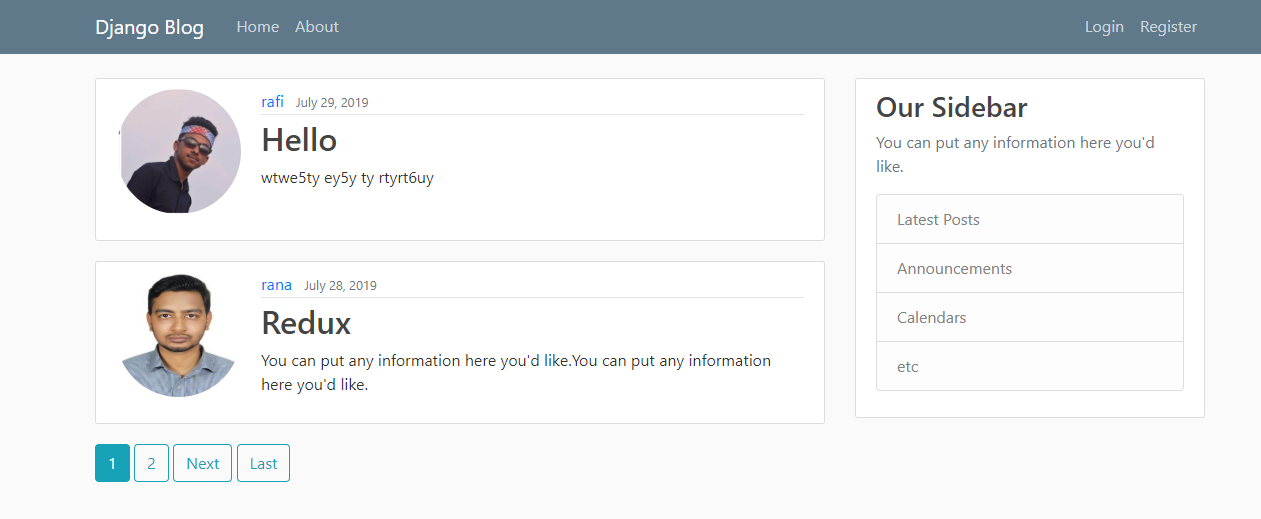 Django Blog Home About Login Register
rafi July 29, 2019
Hello
wtwe5ty ey5y ty rtyrt6uy
rana July 28, 2019
Redux
You can put any information here you'd like.You can put any information
here you'd like.
1 2 Next Last
Our Sidebar
You can put any information here you'd
like.
Latest Posts
Announcements
Calendars
etc